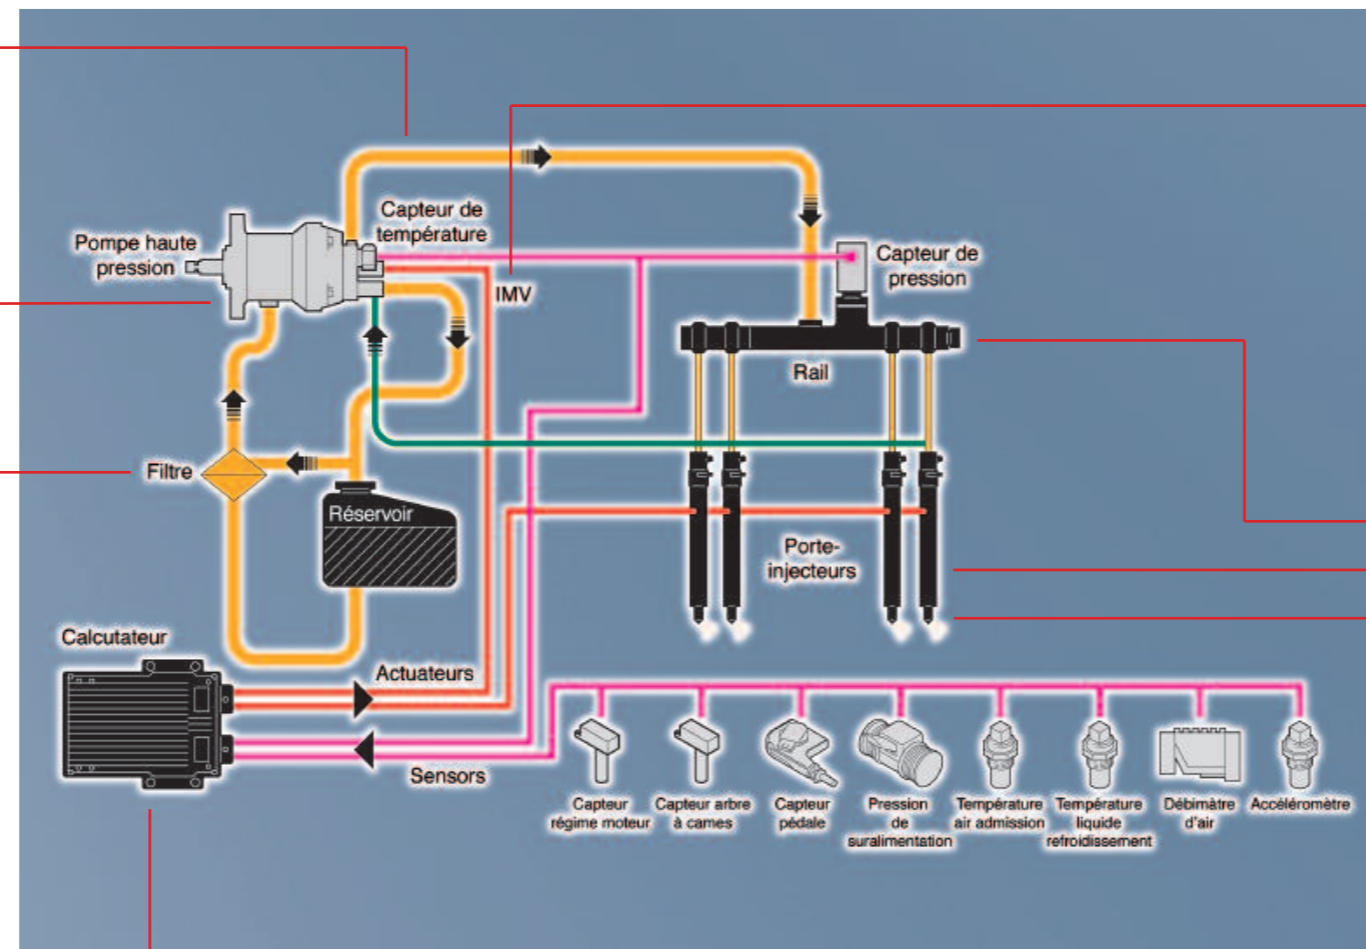 Capteur de
température
Pompe haute
pression
Capteur de
pression
IMV
Rail
Filtre
Réservoir
Porte-
injecteurs
Calcutateur
Actuateurs
Sensors
Capteur
régime moteur
Capteur arbre
à cames
Capteur
pédale
Pression
de
suralimentation
Température
air admission
Température
liquide
refroidissement
Débimàtre
d'air
Accéléromètre